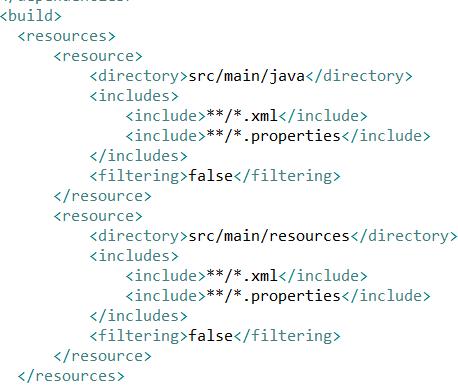 </dependencies>
<build>
<resources>
<resource>
<directory>src/main/java</directory>
<includes>
<include>**/*.xml</include>
<include>**/*.properties</include>
</includes>
<filtering>false</filtering>
</resource>
<resource>
<directory>src/main/resources</directory>
<includes>
<include>**/*.xml</include>
<include>**/*.properties</include>
</includes>
<filtering>false</filtering>
</resource>
</resources>